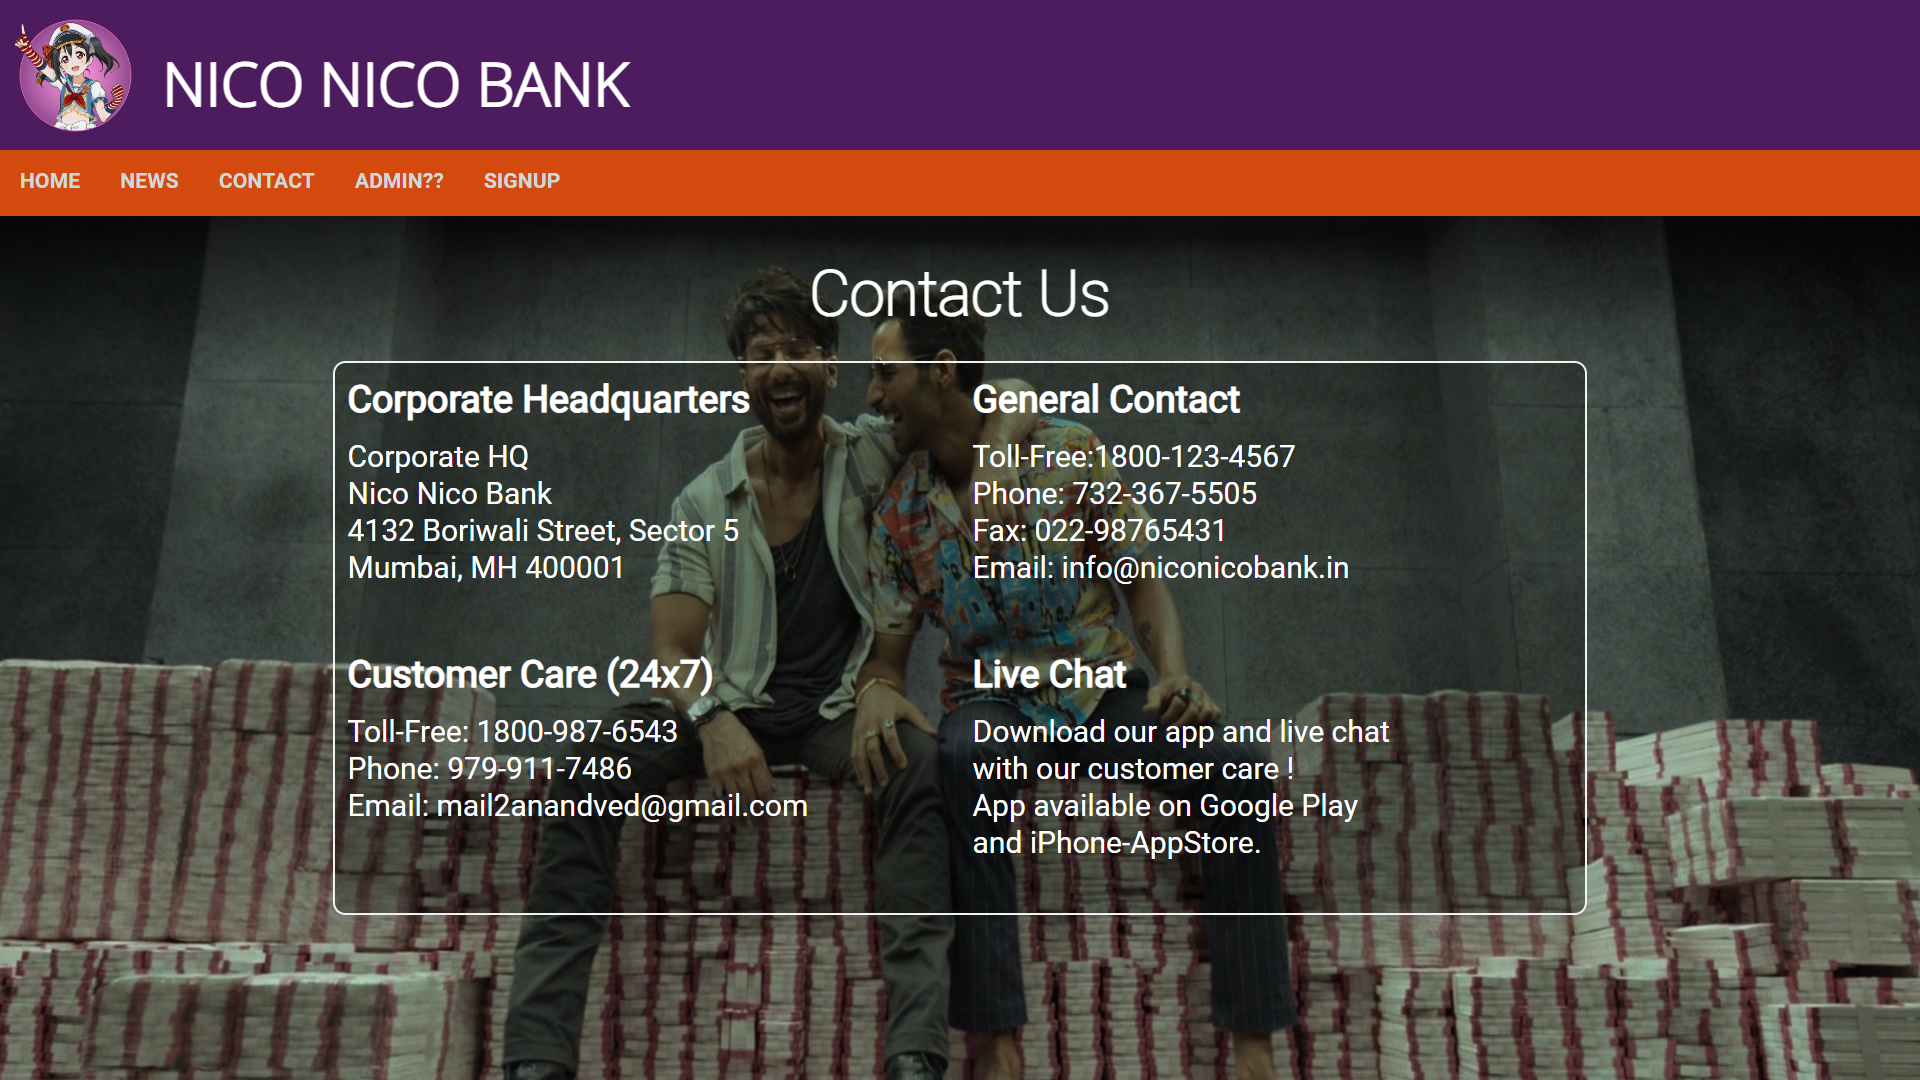 NICO NICO BANK
HOME NEWS CONTACT ADMIN?? SIGNUP
Contact Us
Corporate Headquarters
Corporate HQ
Nico Nico Bank
4132 Boriwali Street, Sector 5
Mumbai, MH 400001
General Contact
Toll-Free:1800-123-4567
Phone: 732-367-5505
Fax: 022-98765431
Email: info@niconicobank.in
Customer Care (24x7)
Toll-Free: 1800-987-6543
Phone: 979-911-7486
Email: mail2anandved@gmail.com
Live Chat
Download our app and live chat
with our customer care !
App available on Google Play
and iPhone-AppStore.